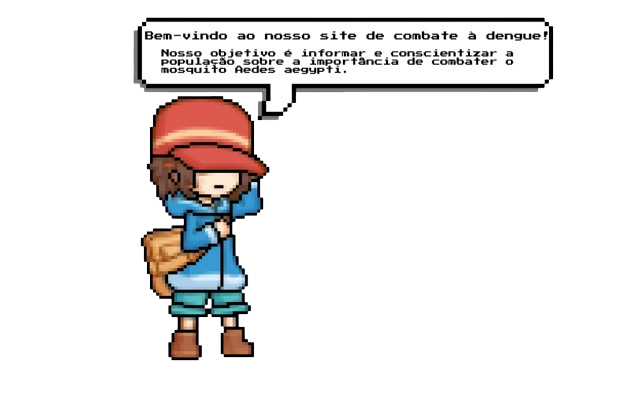 Bem-vindo ao nosso site de combate à dengue!
Nosso objetivo é informar e conscientizar a
população sobre a importância de combater o
mosquito Aedes aegypti.